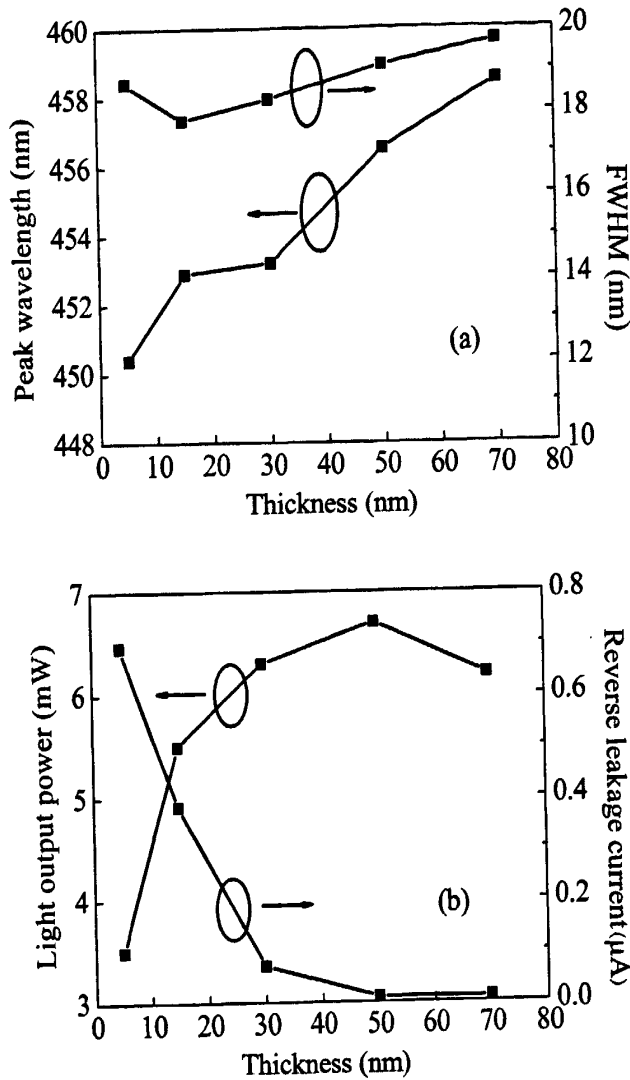 460
458
456
454
452
450
448
Peak wavelength (nm)
20
18
16
14
12
10
FWHM (nm)
(a)
0 10 20 30 40 50 60 70 80
Thickness (nm)
7
6
5
4
3
Light output power (mW)
0.8
0.6
0.4
0.2
0.0
Reverse leakage current(μA)
(b)
0 10 20 30 40 50 60 70 80
Thickness (nm)